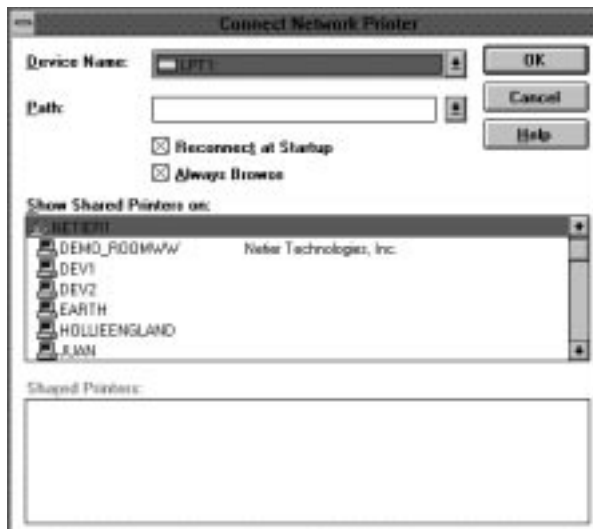 Connect Network Printer
Device Name: LPT1: OK
Path: Cancel
Help
Reconnect at Startup
Always Browse
Show Shared Printers on:
NETIER1
DEMO_ROOMWW Netier Technologies, Inc.
DEV1
DEV2
EARTH
HOLLIEENGLAND
JUAN
Shared Printers: